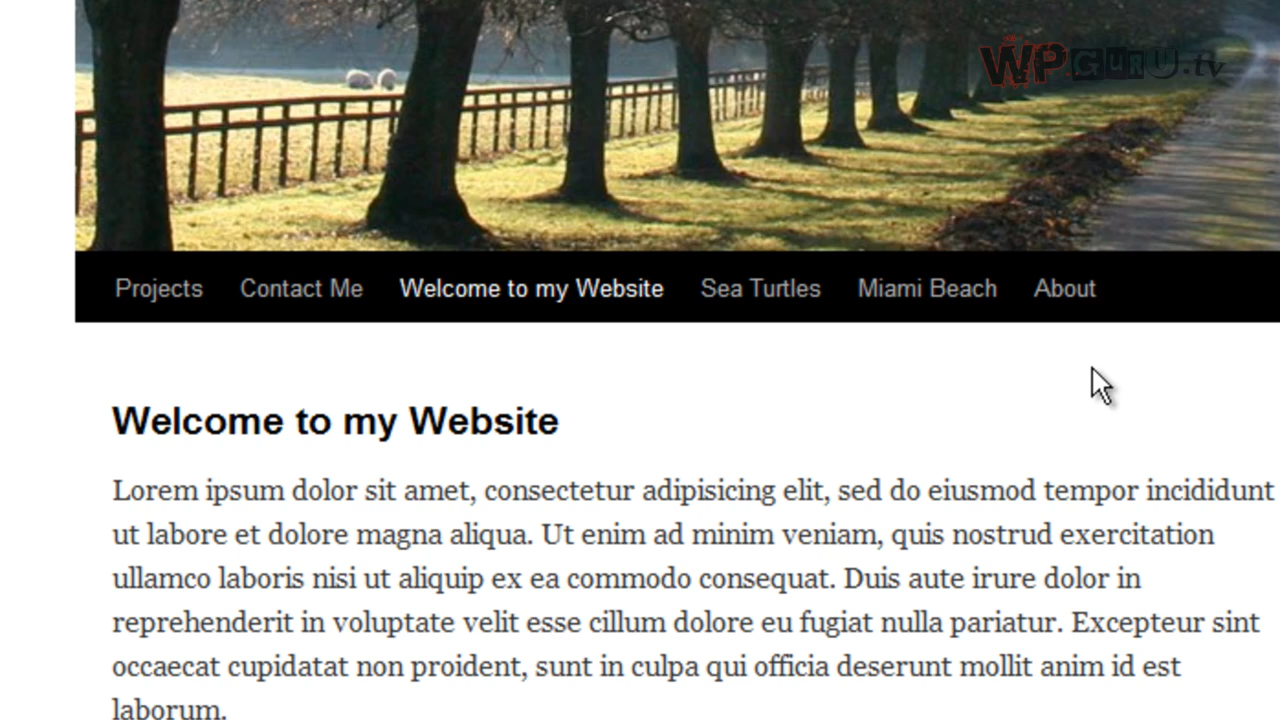 WPGURU.tv
Projects Contact Me Welcome to my Website Sea Turtles Miami Beach About
Welcome to my Website
Lorem ipsum dolor sit amet, consectetur adipisicing elit, sed do eiusmod tempor incididunt
ut labore et dolore magna aliqua. Ut enim ad minim veniam, quis nostrud exercitation
ullamco laboris nisi ut aliquip ex ea commodo consequat. Duis aute irure dolor in
reprehenderit in voluptate velit esse cillum dolore eu fugiat nulla pariatur. Excepteur sint
occaecat cupidatat non proident, sunt in culpa qui officia deserunt mollit anim id est
laborum.